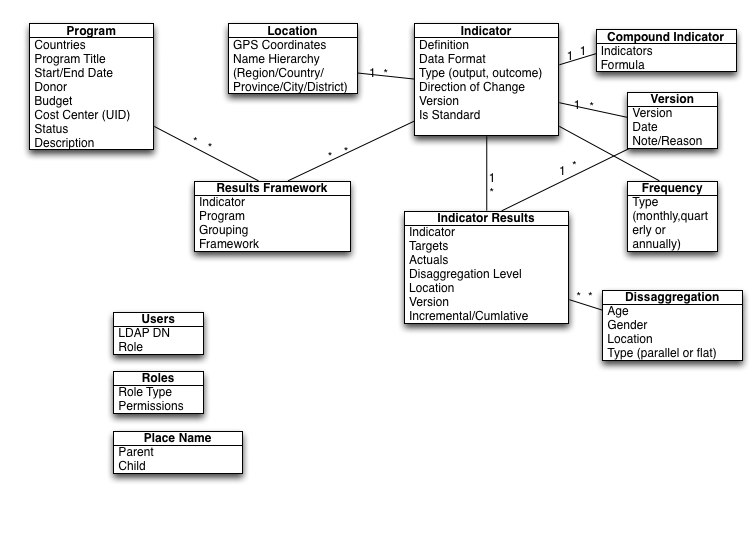 Program
Countries
Program Title
Start/End Date
Donor
Budget
Cost Center (UID)
Status
Description
Location
GPS Coordinates
Name Hierarchy
(Region/Country/
Province/City/District)
1 *
Indicator
Definition
Data Format
Type (output, outcome)
Direction of Change
Version
Is Standard
1 1
Compound Indicator
Indicators
Formula
1 *
Version
Version
Date
Note/Reason
* *
* *
Results Framework
Indicator
Program
Grouping
Framework
1
*
1 *
Frequency
Type
(monthly,quart
erly or
annually)
Indicator Results
Indicator
Targets
Actuals
Disaggregation Level
Location
Version
Incremental/Cumlative
* *
Dissaggregation
Age
Gender
Location
Type (parallel or flat)
Users
LDAP DN
Role
Roles
Role Type
Permissions
Place Name
Parent
Child